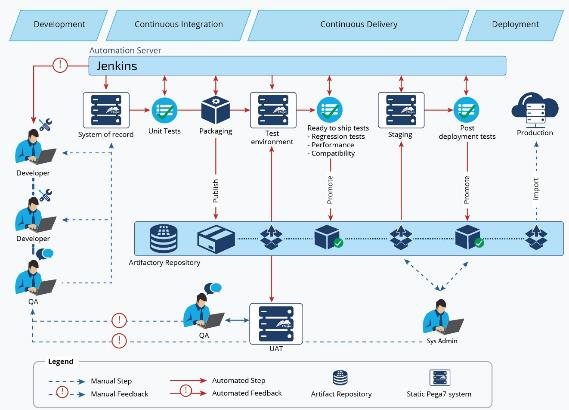 Development
Continuous Integration
Continuous Delivery
Deployment
Automation Server
Jenkins
System of record
Unit Tests
Packaging
Test
environment
Ready to ship tests
- Regression tests
- Performance
- Compatibility
Staging
Post
deployment tests
Production
Developer
Developer
QA
Publish
Promote
Promote
Import
Artifactory Repository
QA
UAT
Sys Admin
Legend
Manual Step
Manual Feedback
Automated Step
Automated Feedback
Artifact Repository
Static Pega7 system